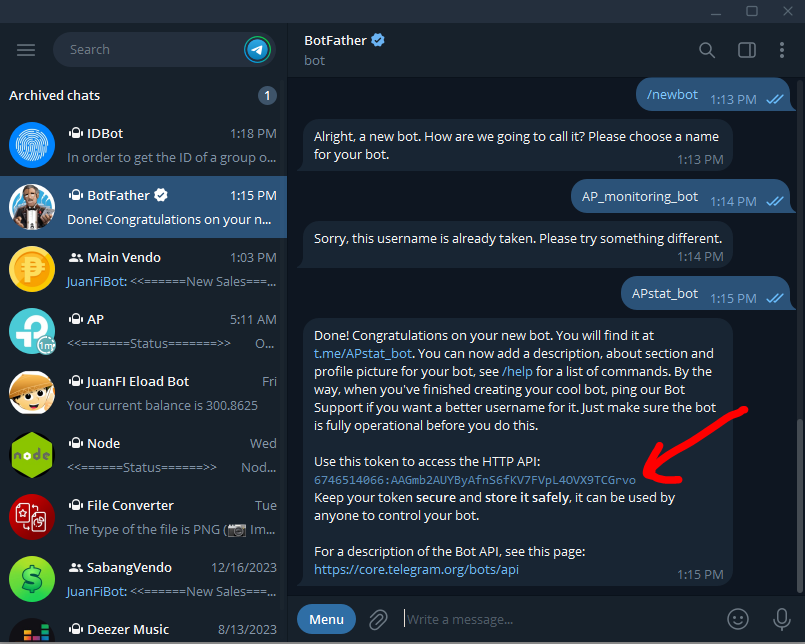 Search
BotFather
bot
Archived chats
1
IDBot
1:18 PM
In order to get the ID of a group o...
BotFather
1:15 PM
Done! Congratulations on your n...
Main Vendo
1:03 PM
JuanFiBot: <<======New Sales===...
AP
5:11 AM
<<=======Status=======>> O...
1m
JuanFI Eload Bot
Fri
Your current balance is 300.8625
Node
Wed
<<======Status======>> Nod...
node
File Converter
Tue
The type of the file is PNG (📷 Im...
SabangVendo
12/16/2023
JuanFiBot: <<======New Sales===...
Deezer Music
8/13/2023
/newbot
1:13 PM
Alright, a new bot. How are we going to call it? Please choose a name
for your bot.
1:13 PM
AP_monitoring_bot
1:14 PM
Sorry, this username is already taken. Please try something different.
1:14 PM
APstat_bot
1:15 PM
Done! Congratulations on your new bot. You will find it at
t.me/APstat_bot. You can now add a description, about section and
profile picture for your bot, see /help for a list of commands. By the
way, when you've finished creating your cool bot, ping our Bot
Support if you want a better username for it. Just make sure the bot
is fully operational before you do this.
Use this token to access the HTTP API:
6746514066:AAGmb2AUYByAfnS6fKV7FVpL4OVX9TCGrvo
Keep your token secure and store it safely, it can be used by
anyone to control your bot.
For a description of the Bot API, see this page:
https://core.telegram.org/bots/api
1:15 PM
Menu
Write a message...